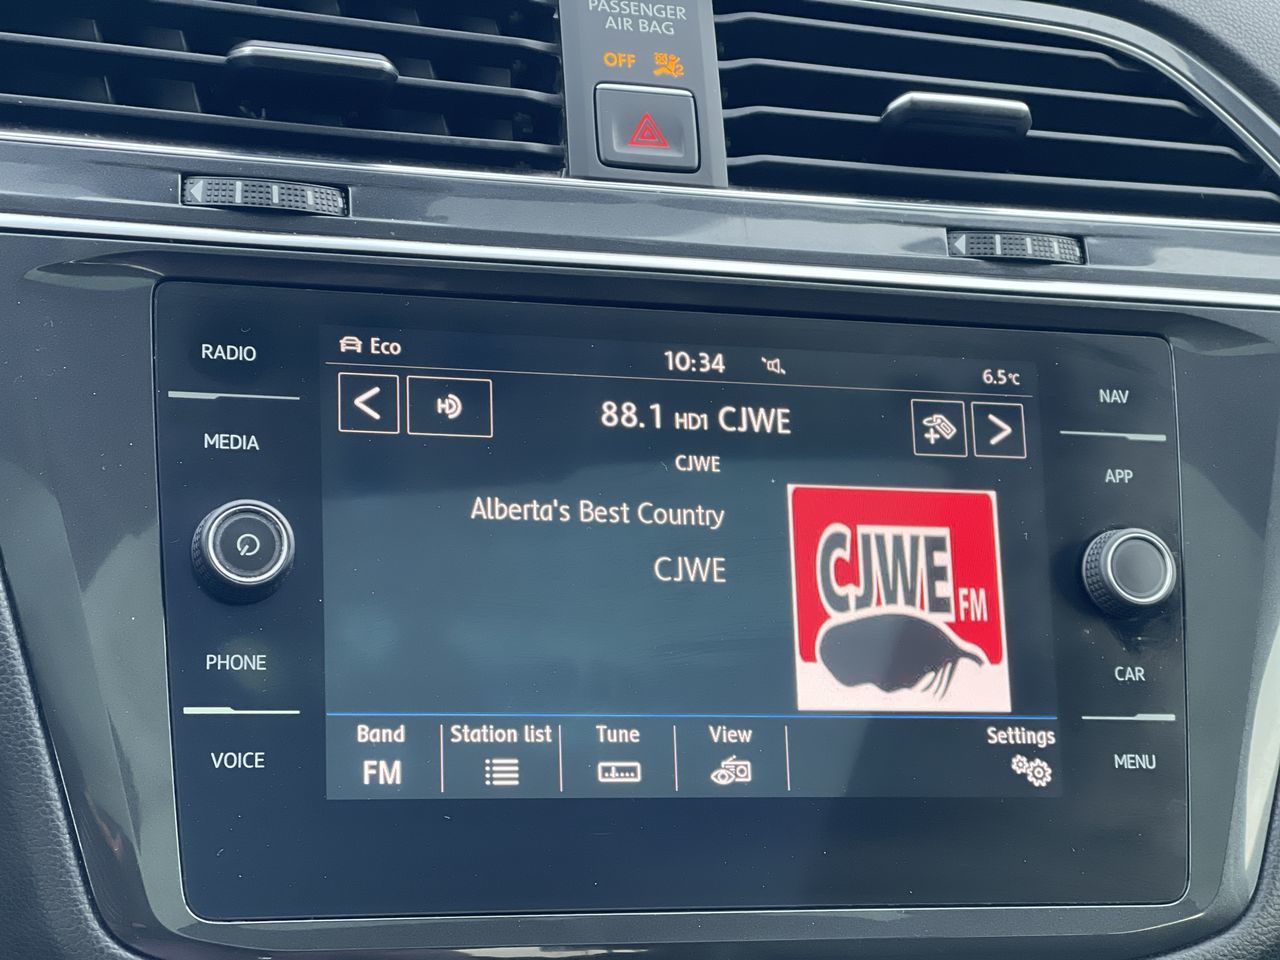 PASSENGER
AIR BAG
OFF
RADIO
MEDIA
PHONE
VOICE
Eco
10:34
6.5°C
HD
88.1 HD1 CJWE
CJWE
Alberta's Best Country
CJWE
CJWE FM
Band
FM
Station list
Tune
View
Settings
NAV
APP
CAR
MENU